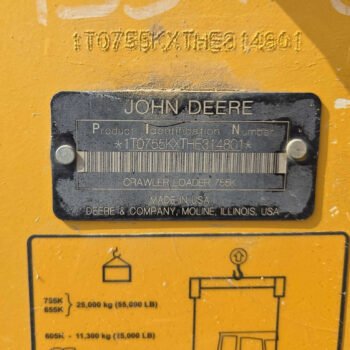 1T0755KXTHE314801
JOHN DEERE
Product Identification Number
*1T0755KXTHE314801*
CRAWLER LOADER 755K
MADE IN USA
DEERE & COMPANY, MOLINE, ILLINOIS, USA
755K
655K
25,000 kg (55,000 LB)
605K - 11,300 kg (25,000 LB)